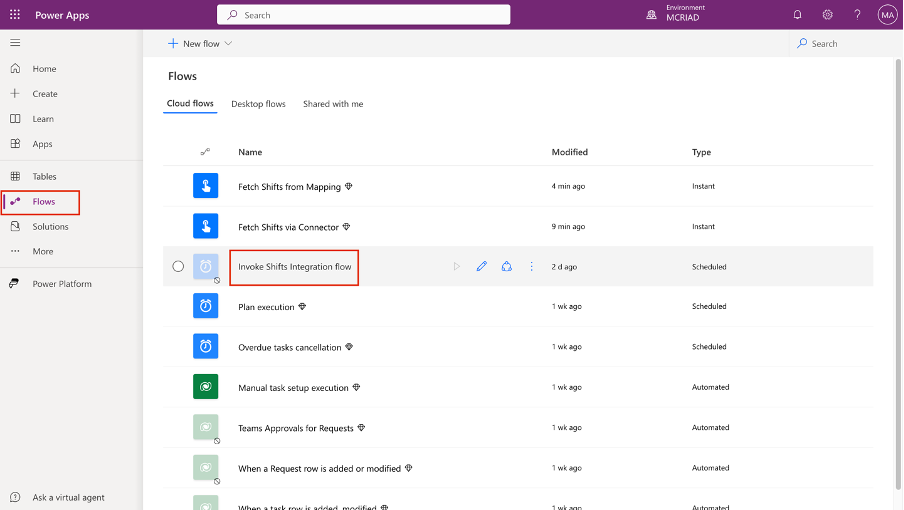 Power Apps
Search
Environment
MCRIAD
MA
New flow
Search
Home
Create
Learn
Apps
Tables
Flows
Solutions
More
Power Platform
Ask a virtual agent
Flows
Cloud flows Desktop flows Shared with me
Name Modified Type
Fetch Shifts from Mapping 4 min ago Instant
Fetch Shifts via Connector 9 min ago Instant
Invoke Shifts Integration flow 2 d ago Scheduled
Plan execution 1 wk ago Scheduled
Overdue tasks cancellation 1 wk ago Scheduled
Manual task setup execution 1 wk ago Automated
Teams Approvals for Requests 1 wk ago Automated
When a Request row is added or modified 1 wk ago Automated
When a task row is added, modified 1 wk ago Automated